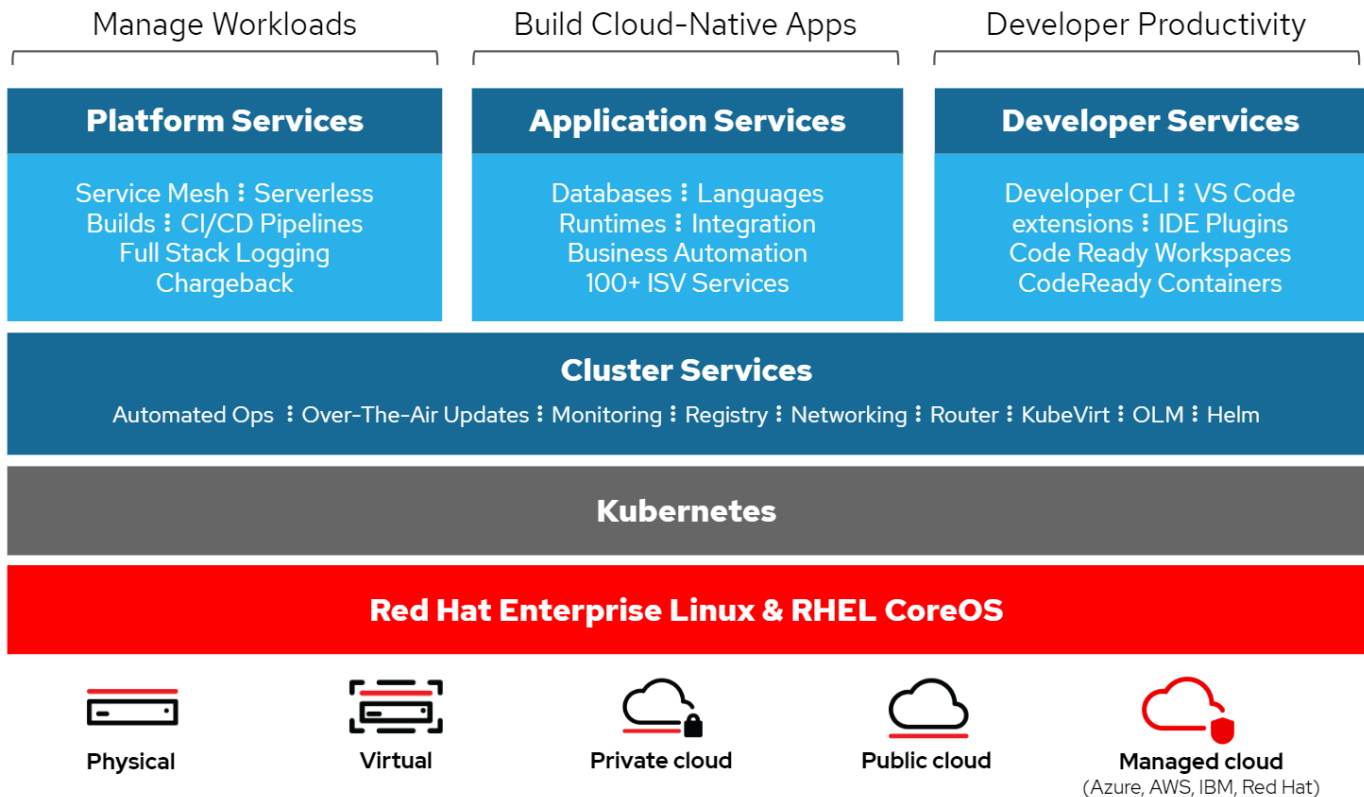 Manage Workloads
Build Cloud-Native Apps
Developer Productivity
Platform Services
Service Mesh ⋮ Serverless
Builds ⋮ CI/CD Pipelines
Full Stack Logging
Chargeback
Application Services
Databases ⋮ Languages
Runtimes ⋮ Integration
Business Automation
100+ ISV Services
Developer Services
Developer CLI ⋮ VS Code
extensions ⋮ IDE Plugins
Code Ready Workspaces
CodeReady Containers
Cluster Services
Automated Ops ⋮ Over-The-Air Updates ⋮ Monitoring ⋮ Registry ⋮ Networking ⋮ Router ⋮ KubeVirt ⋮ OLM ⋮ Helm
Kubernetes
Red Hat Enterprise Linux & RHEL CoreOS
Physical
Virtual
Private cloud
Public cloud
Managed cloud
(Azure, AWS, IBM, Red Hat)